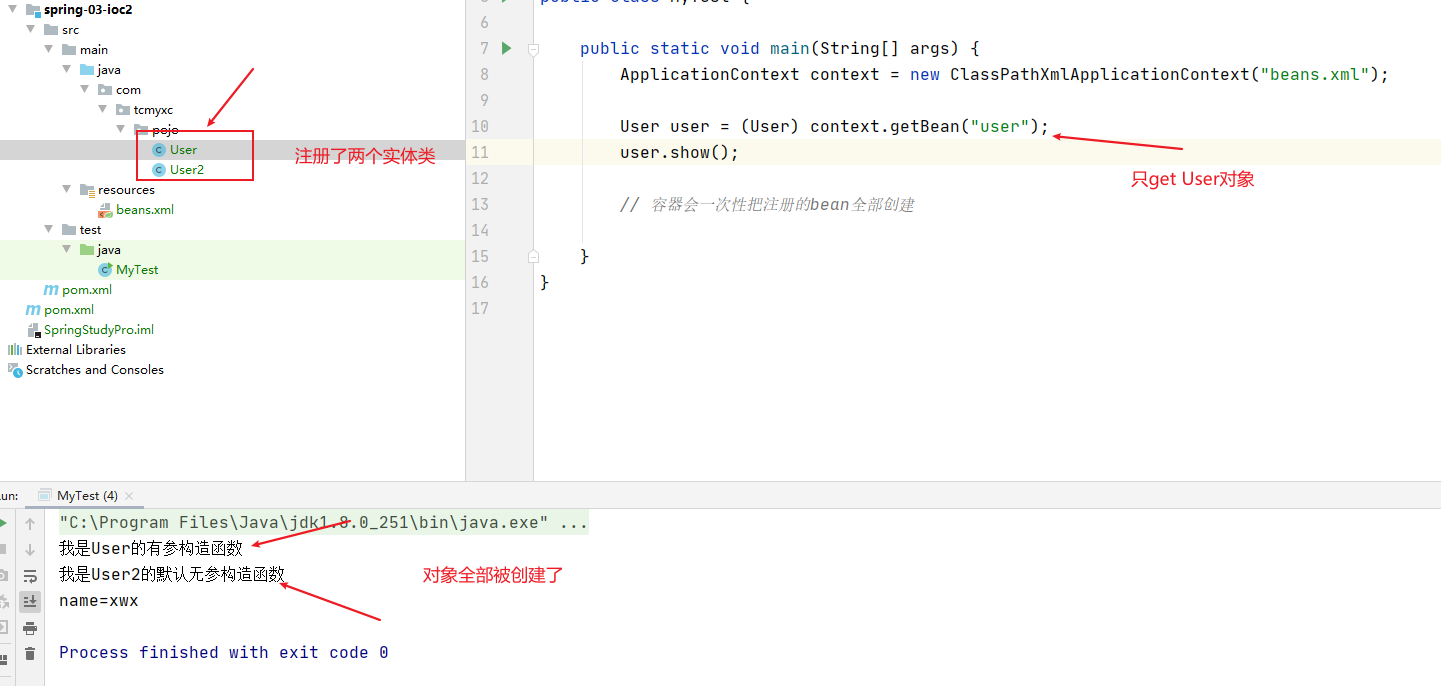 spring-03-ioc2
src
main
java
com
tcmyxc
pojo
User
User2
注册了两个实体类
resources
beans.xml
test
java
MyTest
pom.xml
pom.xml
SpringStudyPro.iml
External Libraries
Scratches and Consoles
6
7 public static void main(String[] args) {
8 ApplicationContext context = new ClassPathXmlApplicationContext("beans.xml");
9
10 User user = (User) context.getBean("user");
11 user.show();
只get User对象
12
13 // 容器会一次性把注册的bean全部创建
14
15 }
16 }
17
un: MyTest (4)
"C:\Program Files\Java\jdk1.8.0_251\bin\java.exe" ...
我是User的有参构造函数
我是User2的默认无参构造函数
对象全部被创建了
name=xwx
Process finished with exit code 0